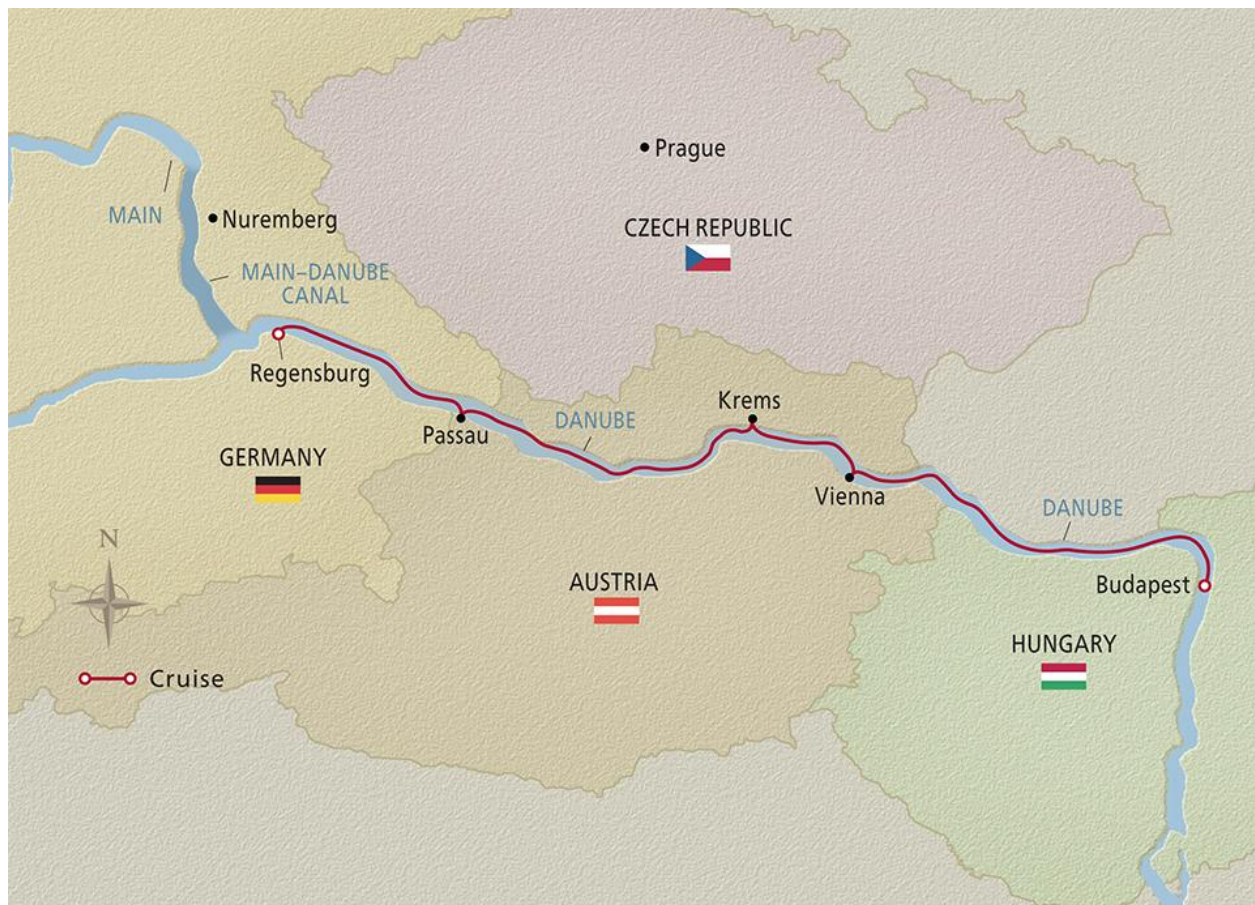 Prague
MAIN
Nuremberg
CZECH REPUBLIC
MAIN–DANUBE
CANAL
Regensburg
Krems
Passau
DANUBE
GERMANY
Vienna
DANUBE
N
AUSTRIA
Budapest
HUNGARY
Cruise